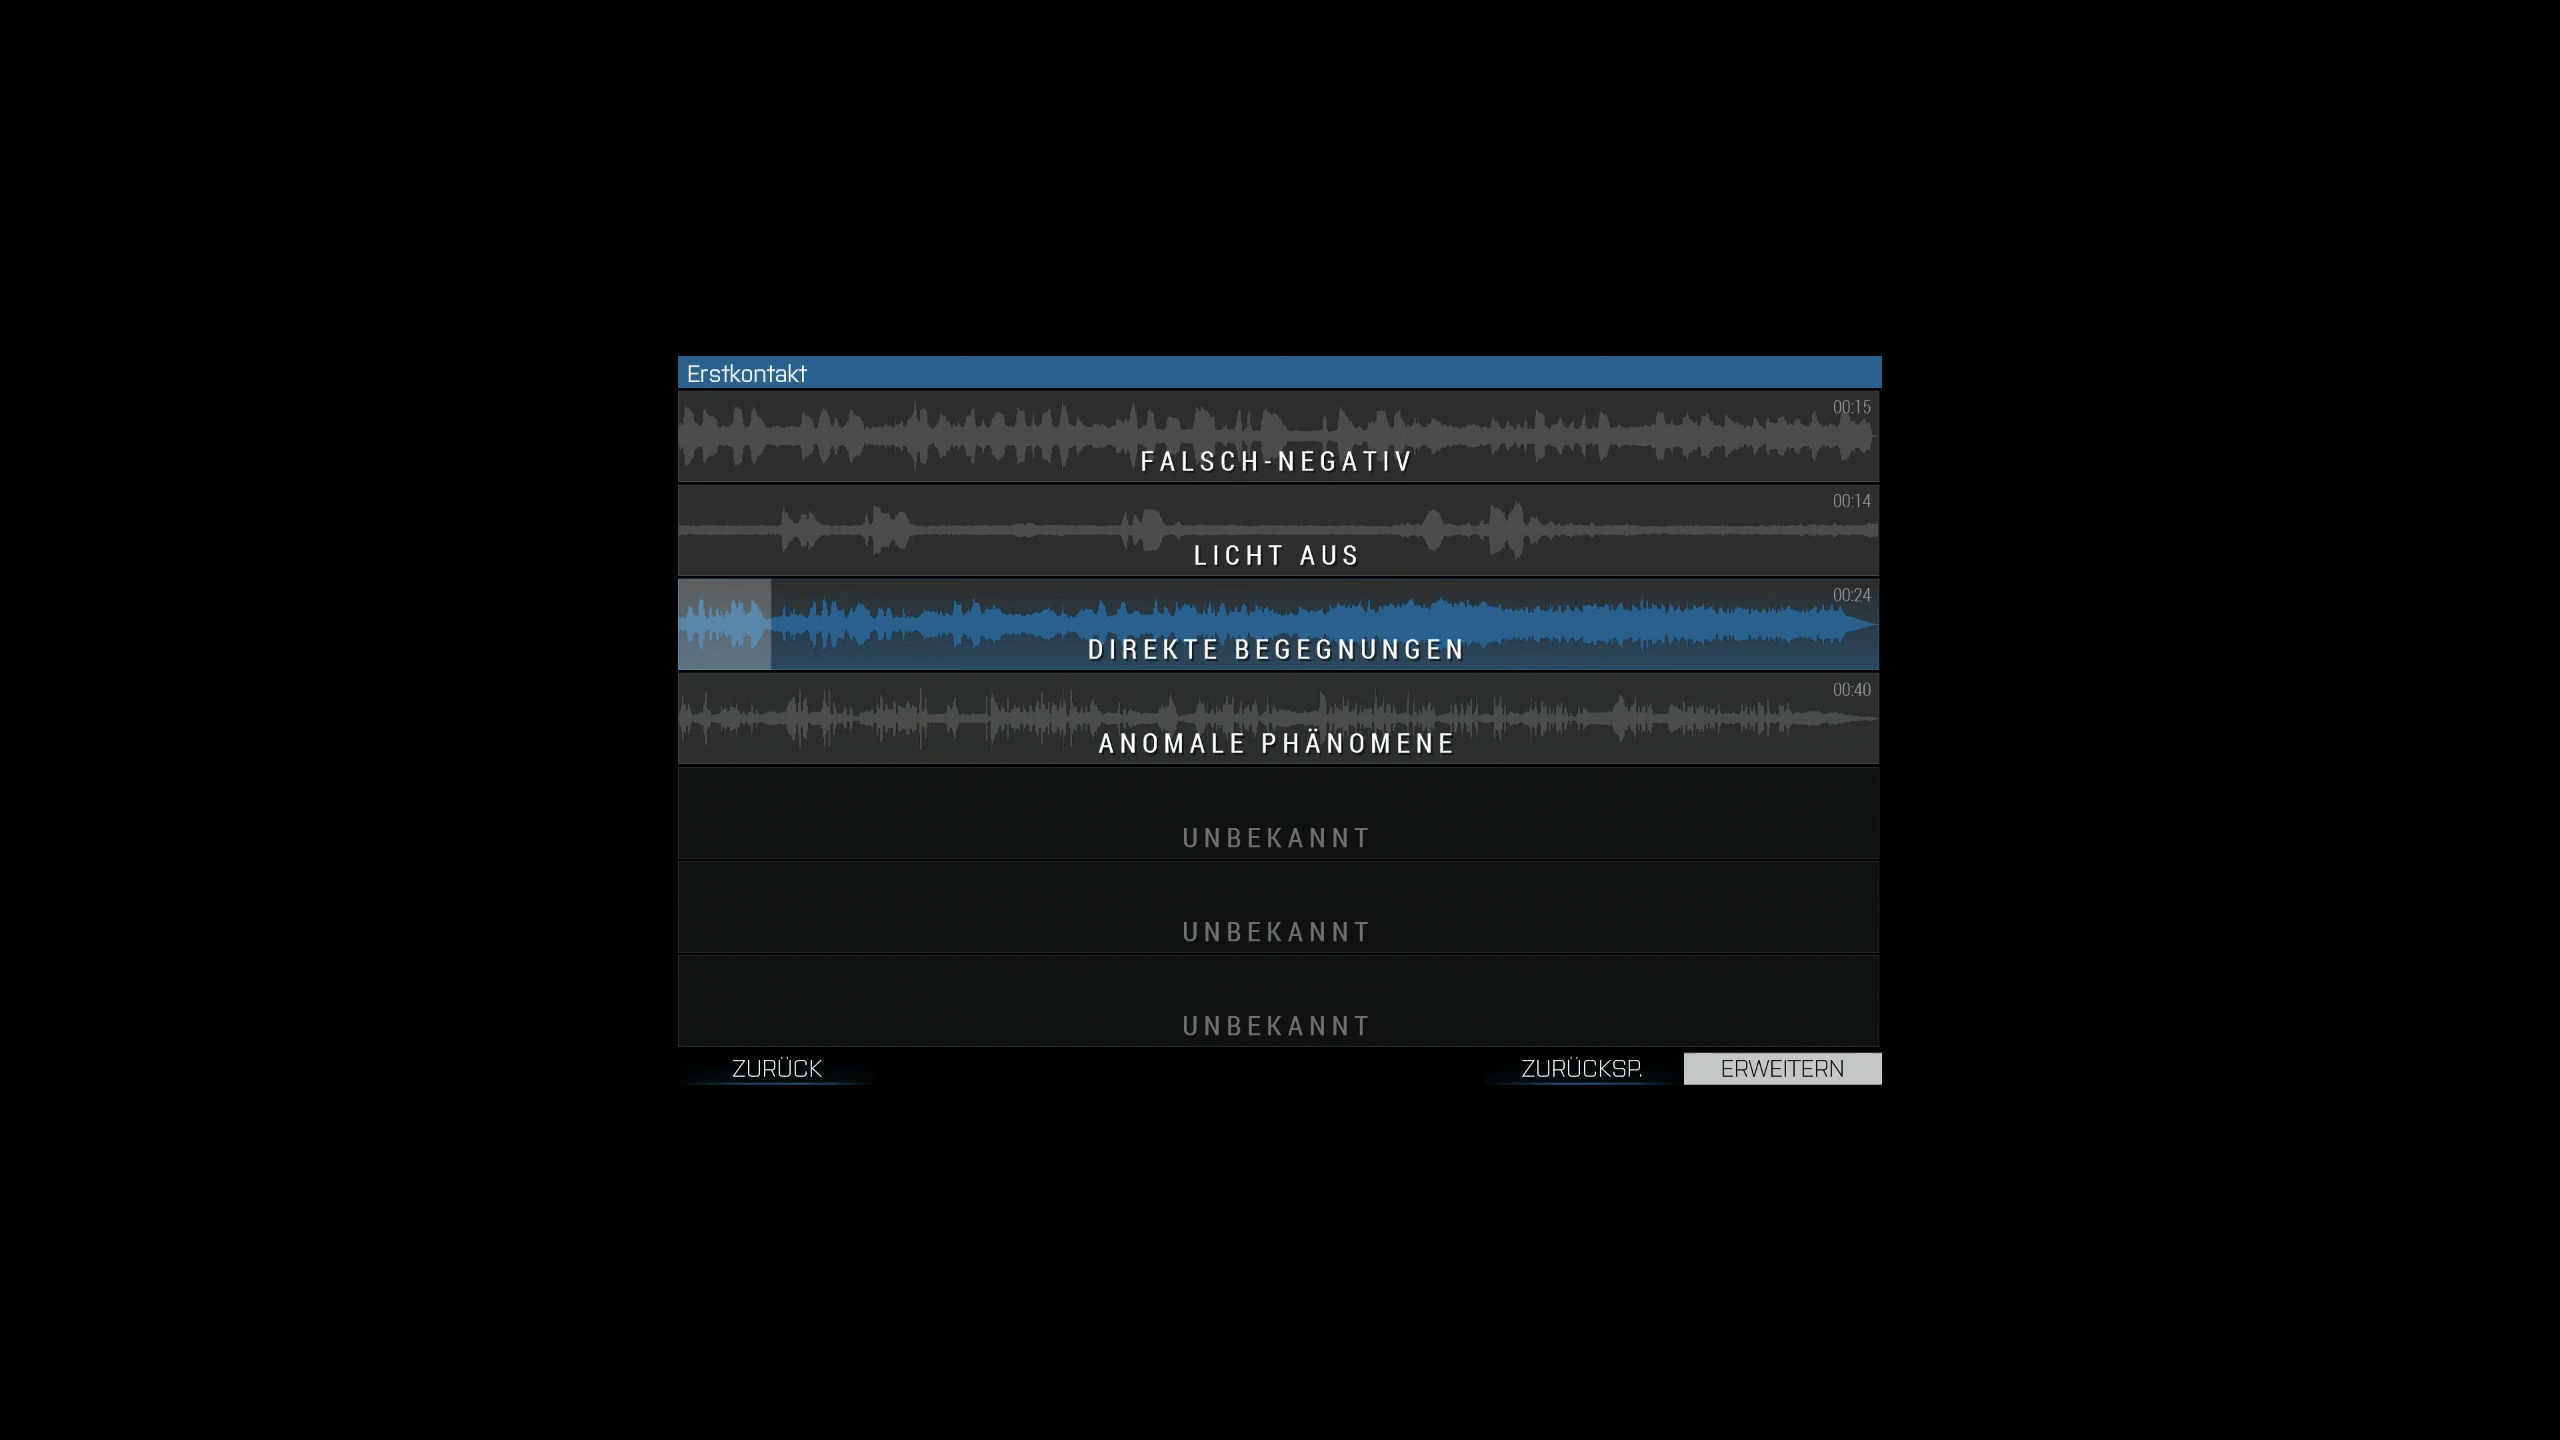 Erstkontakt
00:15
FALSCH-NEGATIV
00:14
LICHT AUS
00:24
DIREKTE BEGEGNUNGEN
00:40
ANOMALE PHÄNOMENE
UNBEKANNT
UNBEKANNT
UNBEKANNT
ZURÜCK ZURÜCKSP. ERWEITERN